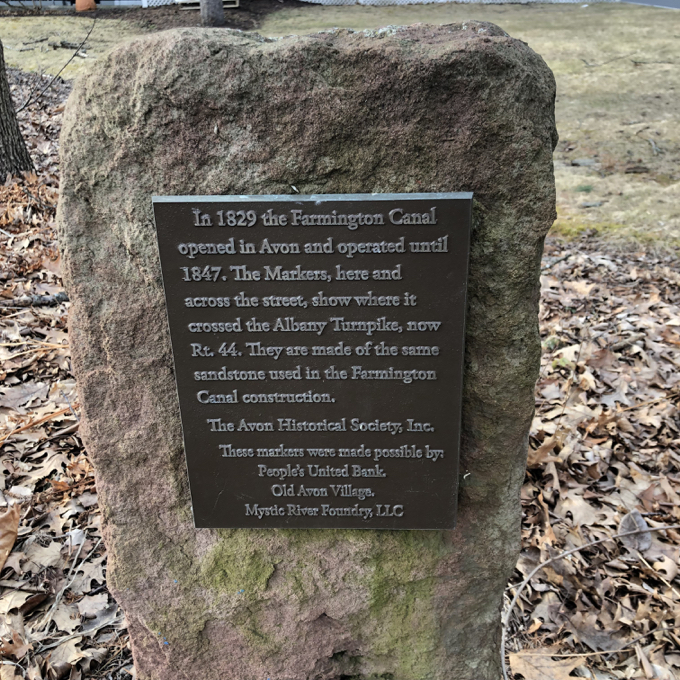 In 1829 the Farmington Canal
opened in Avon and operated until
1847. The Markers, here and
across the street, show where it
crossed the Albany Turnpike, now
Rt. 44. They are made of the same
sandstone used in the Farmington
Canal construction.
The Avon Historical Society, Inc.
These markers were made possible by:
People's United Bank.
Old Avon Village.
Mystic River Foundry, LLC